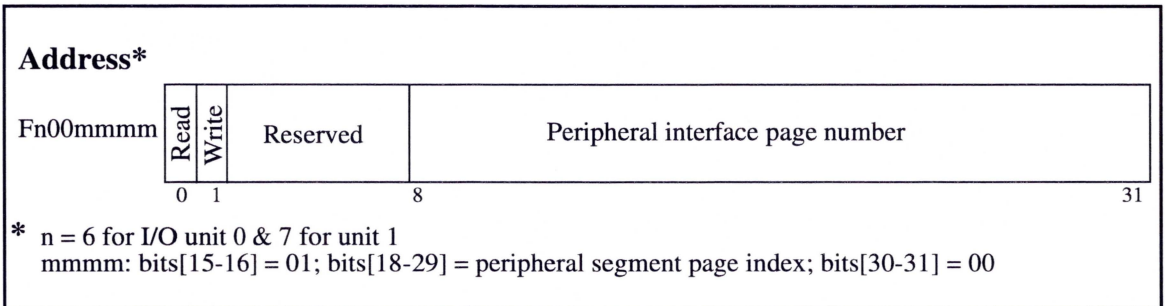 Address*
Fn00mmmm Read Write Reserved Peripheral interface page number
0 1 8 31
* n = 6 for I/O unit 0 & 7 for unit 1
mmmm: bits[15-16] = 01; bits[18-29] = peripheral segment page index; bits[30-31] = 00